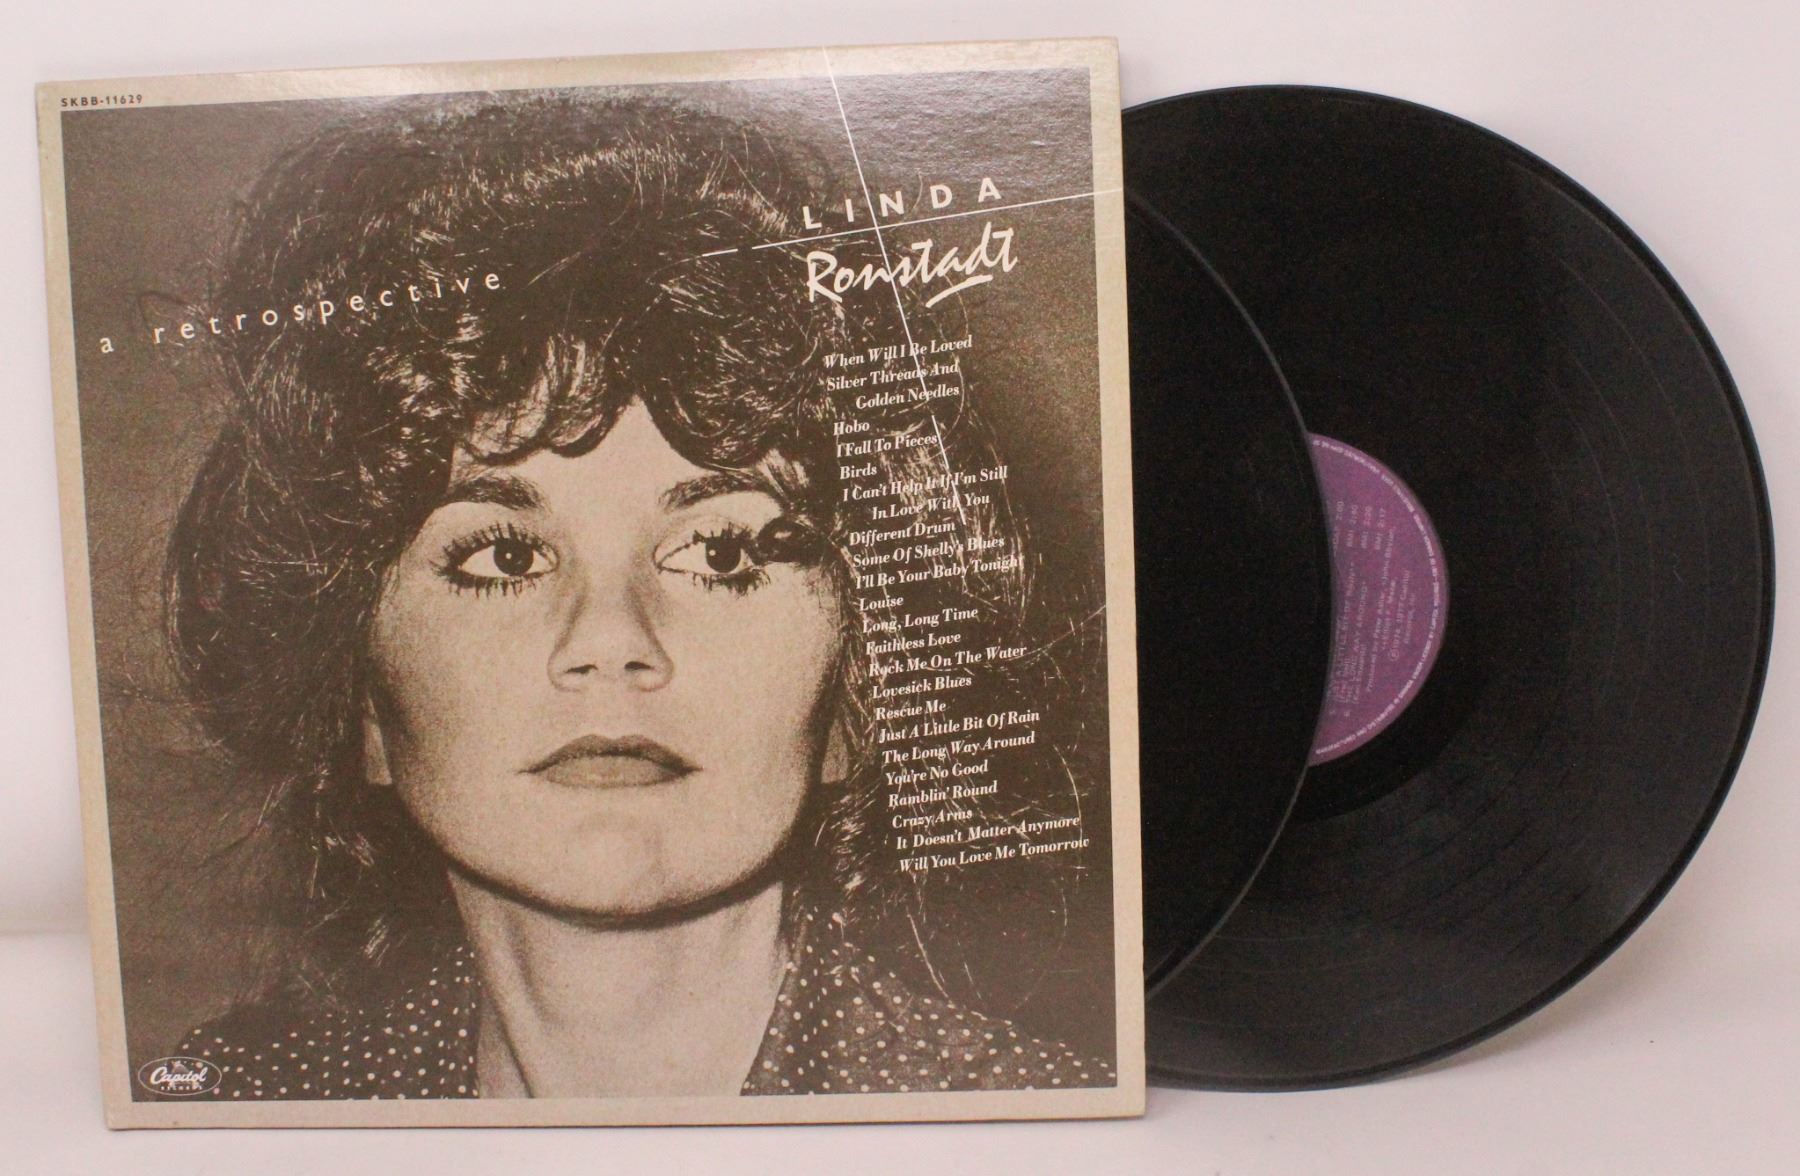 SKBB-11629
a retrospective
LINDA
Ronstadt
When Will I Be Loved
Silver Threads And
Golden Needles
Hobo
I Fall To Pieces
Birds
I Can't Help It If I'm Still
In Love With You
Different Drum
Some Of Shelly's Blues
I'll Be Your Baby Tonight
Louise
Long, Long Time
Faithless Love
Rock Me On The Water
Lovesick Blues
Rescue Me
Just A Little Bit Of Rain
The Long Way Around
You're No Good
Ramblin' Round
Crazy Arms
It Doesn't Matter Anymore
Will You Love Me Tomorrow
Capitol
RECORDS